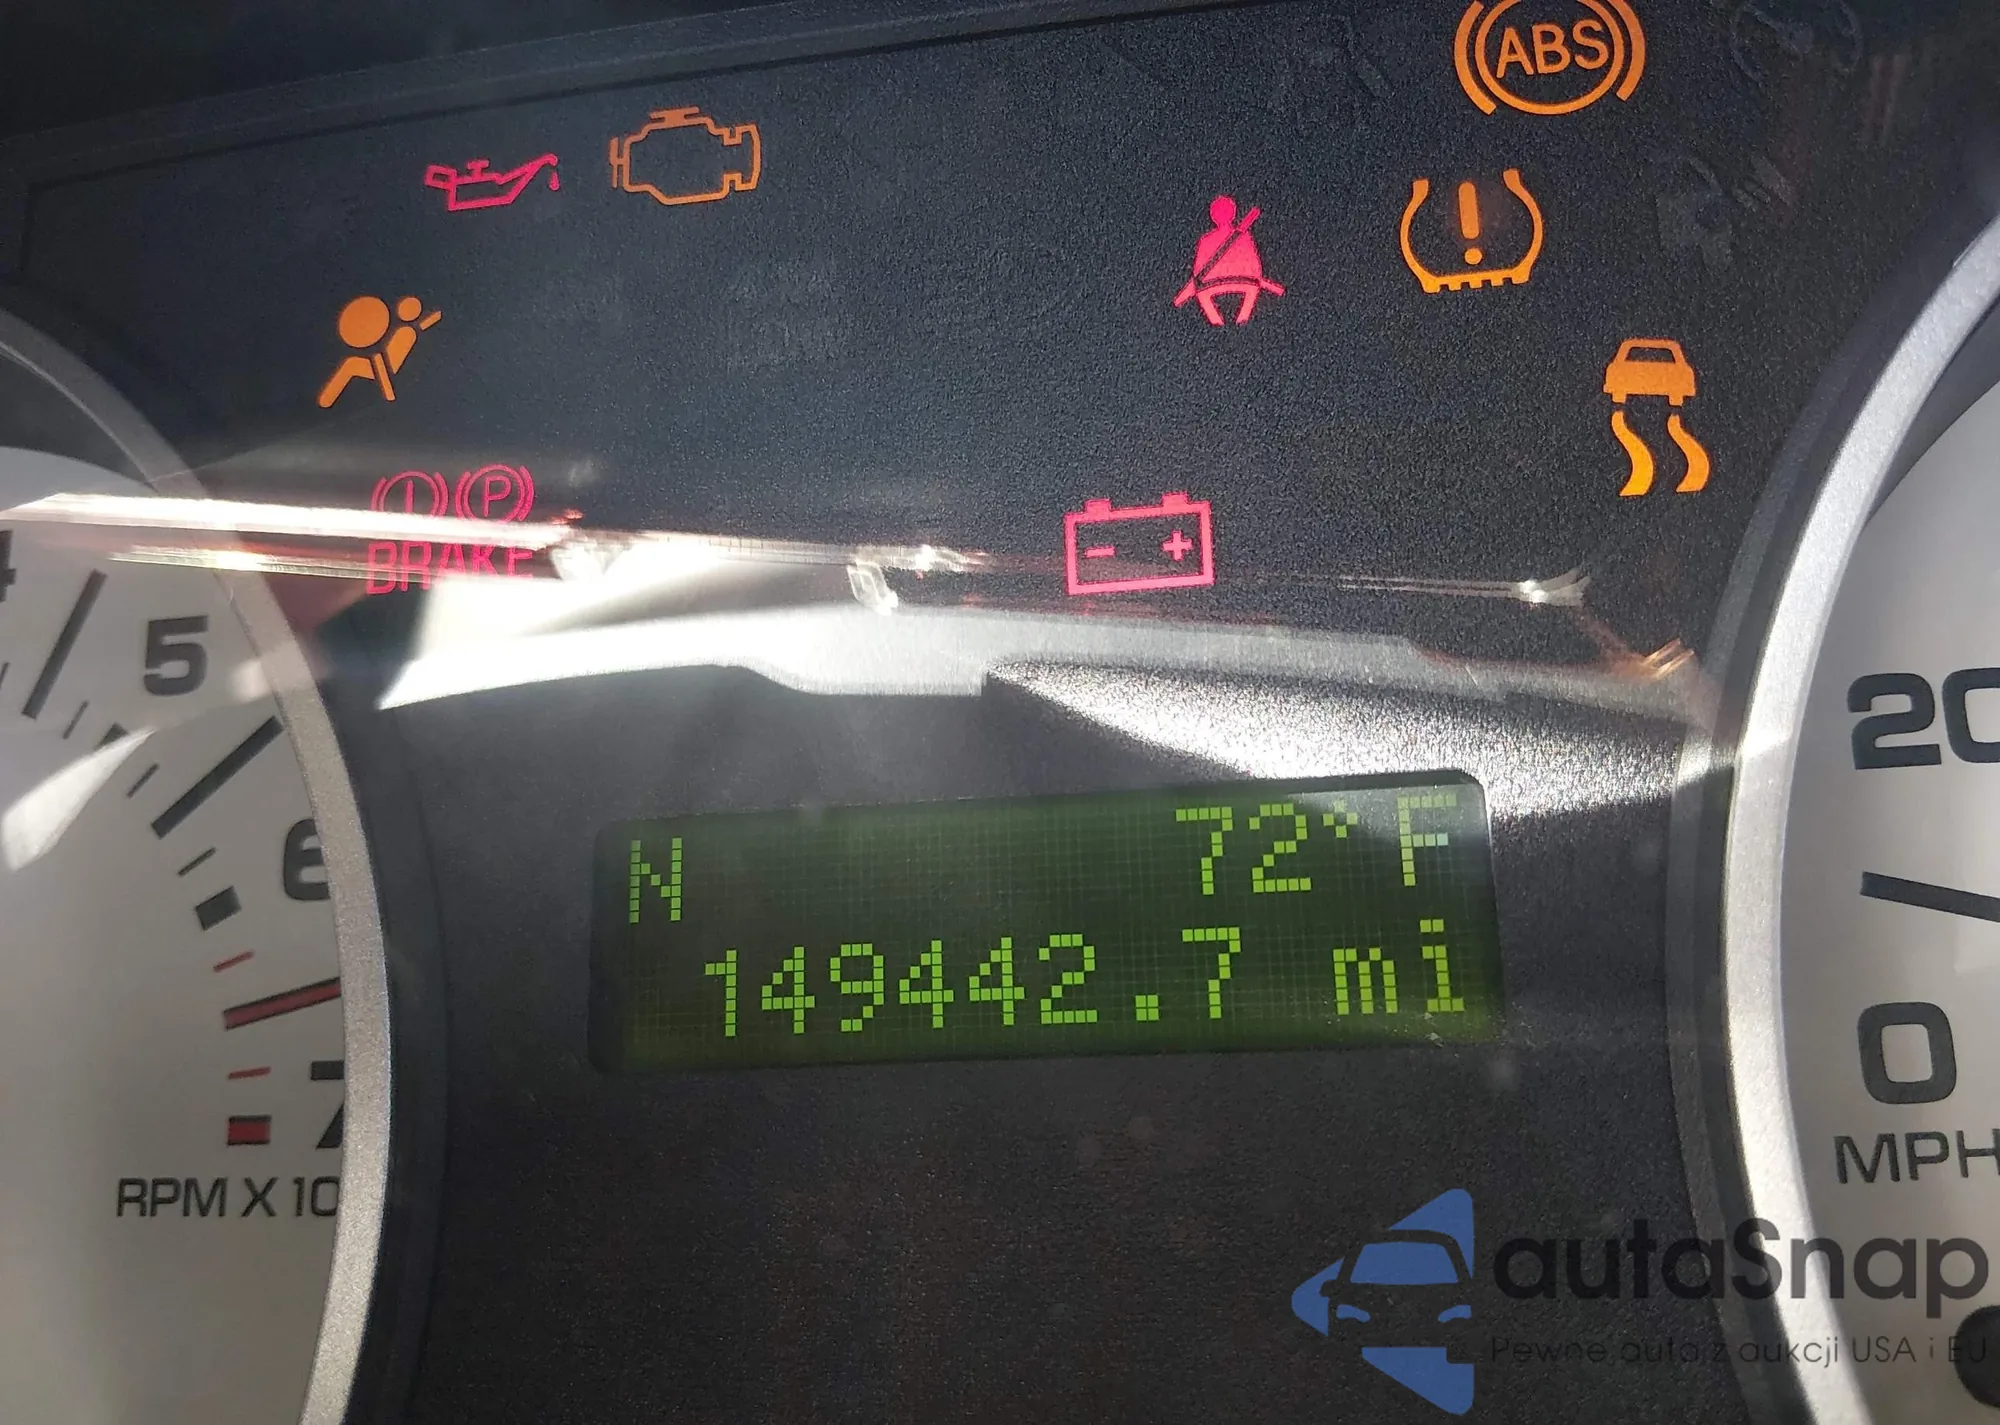 ABS
P
BRAKE
4
5
6
7
RPM X 10
20
0
MPH
N 72°F
149442.7 mi
autaSnap
Pewne auta z aukcji USA i EU